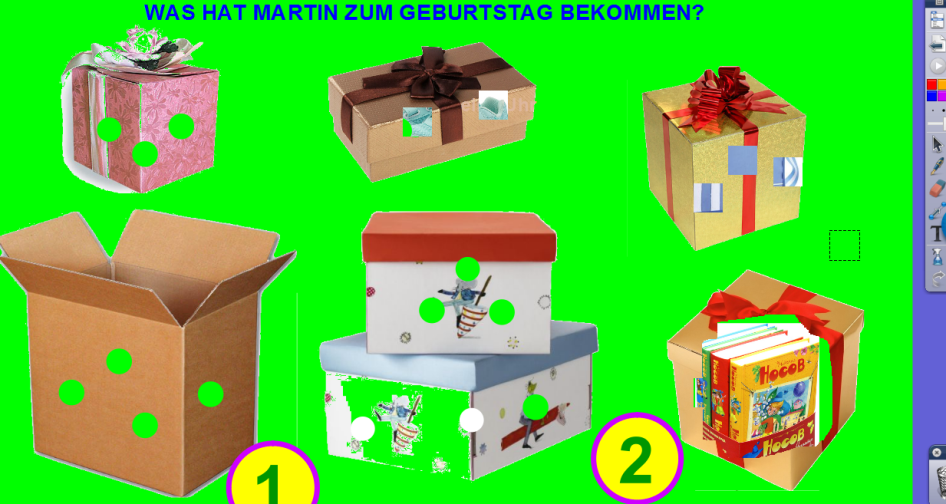 WAS HAT MARTIN ZUM GEBURTSTAG BEKOMMEN?
НОСОВ
НОСОВ
1
2
T